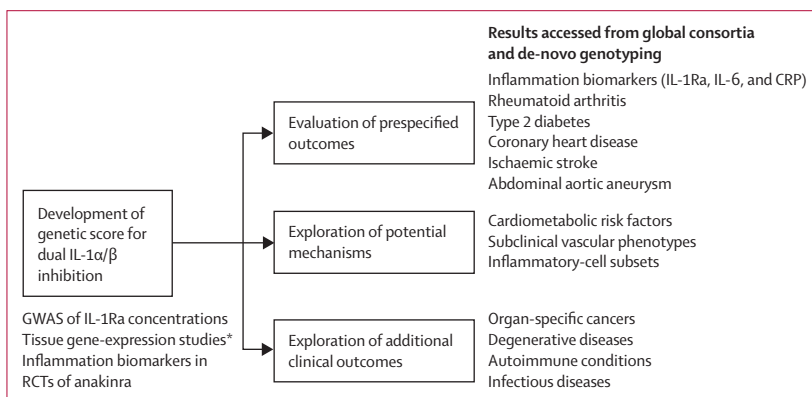 Results accessed from global consortia
and de-novo genotyping
Inflammation biomarkers (IL-1Ra, IL-6, and CRP)
Rheumatoid arthritis
Type 2 diabetes
Coronary heart disease
Ischaemic stroke
Abdominal aortic aneurysm
Evaluation of prespecified
outcomes
Development of
genetic score for
dual IL-1α/β
inhibition
Exploration of potential
mechanisms
Cardiometabolic risk factors
Subclinical vascular phenotypes
Inflammatory-cell subsets
GWAS of IL-1Ra concentrations
Tissue gene-expression studies*
Inflammation biomarkers in
RCTs of anakinra
Exploration of additional
clinical outcomes
Organ-specific cancers
Degenerative diseases
Autoimmune conditions
Infectious diseases